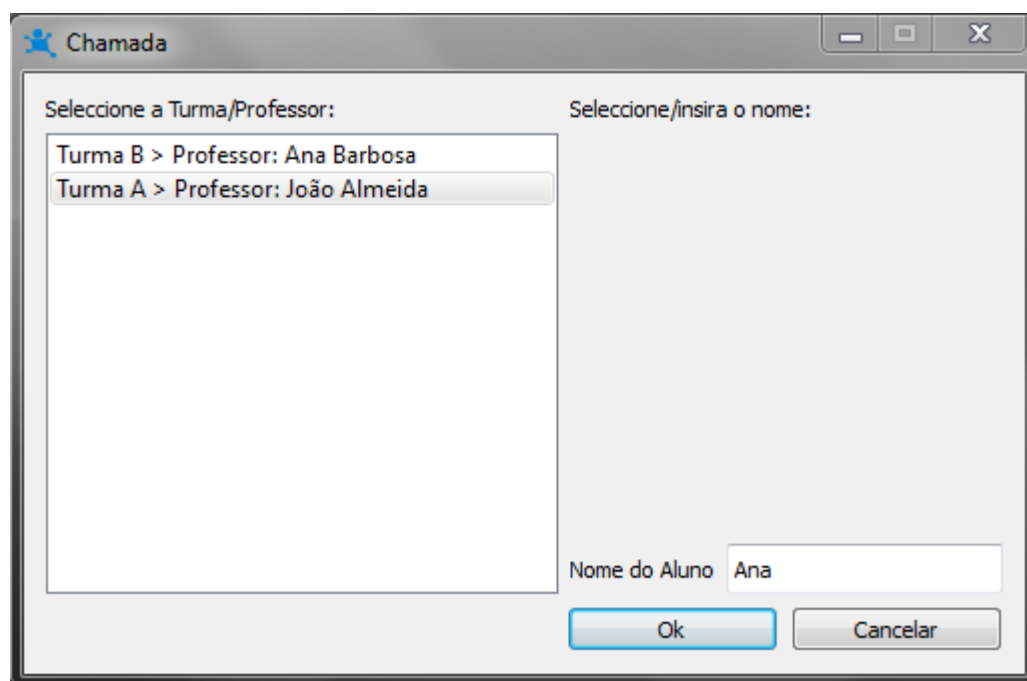 Chamada
Seleccione a Turma/Professor:
Turma B > Professor: Ana Barbosa
Turma A > Professor: João Almeida
Seleccione/insira o nome:
Nome do Aluno Ana
Ok Cancelar